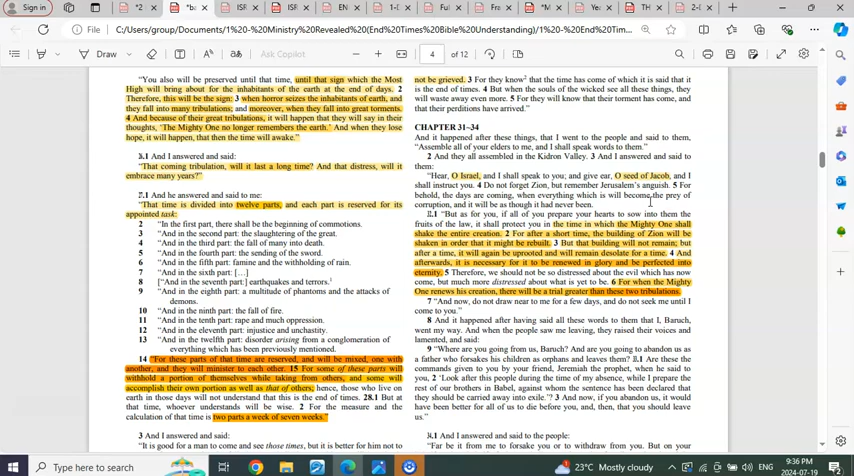 Sign in
*2
*ba
ISR
ISR
EN
1-I
Ful
Fra
*M
Yea
TH
2-I
File
C:/Users/group/Documents/1%20-%20Ministry%20Revealed(End%20Times%20Bible%20Understanding)/1%20-%20End%20Tim...
Draw
Ask Copilot
4
of 12
"You also will be preserved until that time, until that sign which the Most
High will bring about for the inhabitants of the earth at the end of days. 2
Therefore, this will be the sign: 3 when horror seizes the inhabitants of earth, and
they fall into many tribulations; and moreover, when they fall into great torments.
4 And because of their great tribulations, it will happen that they will say in their
thoughts, 'The Mighty One no longer remembers the earth.' And when they lose
hope, it will happen, that then the time will awake."
.1 And I answered and said:
"That coming tribulation, will it last a long time? And that distress, will it
embrace many years?"
.1 And he answered and said to me:
"That time is divided into twelve parts, and each part is reserved for its
appointed task:
2 "In the first part, there shall be the beginning of commotions.
3 "And in the second part: the slaughtering of the great.
4 "And in the third part: the fall of many into death.
5 "And in the fourth part: the sending of the sword.
6 "And in the fifth part: famine and the withholding of rain.
7 "And in the sixth part: [...]
8 ["And in the seventh part:] earthquakes and terrors.¹
9 "And in the eighth part: a multitude of phantoms and the attacks of
demons.
10 "And in the ninth part: the fall of fire.
11 "And in the tenth part: rape and much oppression.
12 "And in the eleventh part: injustice and unchastity.
13 "And in the twelfth part: disorder arising from a conglomeration of
everything which has been previously mentioned.
14 "For these parts of that time are reserved, and will be mixed, one with
another, and they will minister to each other. 15 For some of these parts will
withhold a portion of themselves while taking from others, and some will
accomplish their own portion as well as that of others; hence, those who live on
earth in those days will not understand that this is the end of times. 28.1 But at
that time, whoever understands will be wise. 2 For the measure and the
calculation of that time is two parts a week of seven weeks."
3 And I answered and said:
"It is good for a man to come and see those times, but it is better for him not to
not be grieved. 3 For they know² that the time has come of which it is said that it
is the end of times. 4 But when the souls of the wicked see all these things, they
will waste away even more. 5 For they will know that their torment has come, and
that their perditions have arrived."
CHAPTER 31~34
And it happened after these things, that I went to the people and said to them,
"Assemble all of your elders to me, and I shall speak words to them."
2 And they all assembled in the Kidron Valley. 3 And I answered and said to
them:
"Hear, O Israel, and I shall speak to you; and give ear, O seed of Jacob, and I
shall instruct you. 4 Do not forget Zion, but remember Jerusalem's anguish. 5 For
behold, the days are coming, when everything which is will become the prey of
corruption, and it will be as though it had never been.
.1 "But as for you, if all of you prepare your hearts to sow into them the
fruits of the law, it shall protect you in the time in which the Mighty One shall
shake the entire creation. 2 For after a short time, the building of Zion will be
shaken in order that it might be rebuilt. 3 But that building will not remain; but
after a time, it will again be uprooted and will remain desolate for a time. 4 And
afterwards, it is necessary for it to be renewed in glory and be perfected into
eternity. 5 Therefore, we should not be so distressed about the evil which has now
come, but much more distressed about what is yet to be. 6 For when the Mighty
One renews his creation, there will be a trial greater than these two tribulations.
7 "And now, do not draw near to me for a few days, and do not seek me until I
come to you."
8 And it happened after having said all these words to them that I, Baruch,
went my way. And when the people saw me leaving, they raised their voices and
lamented, and said:
9 "Where are you going from us, Baruch? And are you going to abandon us as
a father who forsakes his children as orphans and leaves them? .1 Are these the
commands given to you by your friend, Jeremiah the prophet, when he said to
you, 2 'Look after this people during the time of my absence, while I prepare the
rest of our brothers in Babel, against whom the sentence has been declared that
they should be carried away into exile.'? 3 And now, if you abandon us, it would
have been better for all of us to die before you, and, then, that you should leave
us."
.1 And I answered and said to the people:
"Far be it from me to forsake you or to withdraw from you. But on your
Type here to search
23°C Mostly cloudy
ENG
9:36 PM
2024-07-19